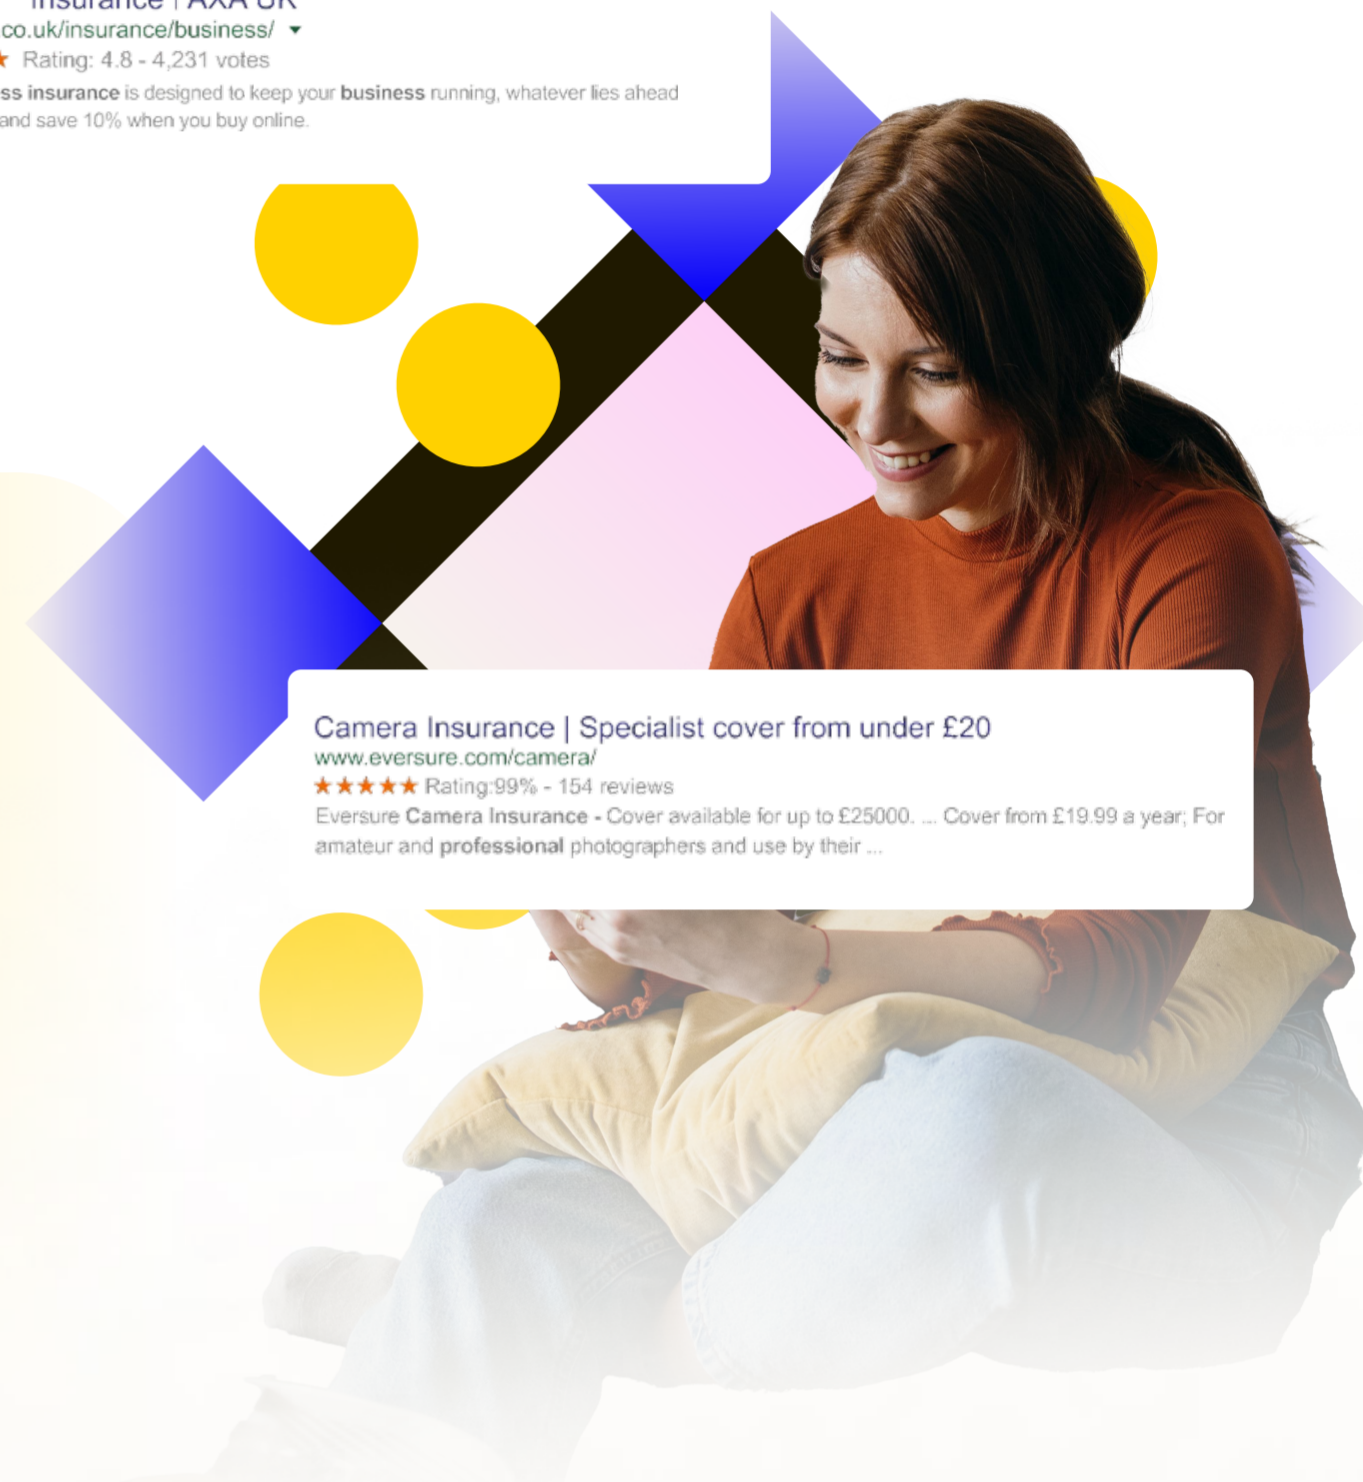 insurance | AXA UK
co.uk/insurance/business/
Rating: 4.8 - 4,231 votes
ss insurance is designed to keep your business running, whatever lies ahead
and save 10% when you buy online.
Camera Insurance | Specialist cover from under £20
www.eversure.com/camera/
Rating:99% - 154 reviews
Eversure Camera Insurance - Cover available for up to £25000. ... Cover from £19.99 a year; For
amateur and professional photographers and use by their ...